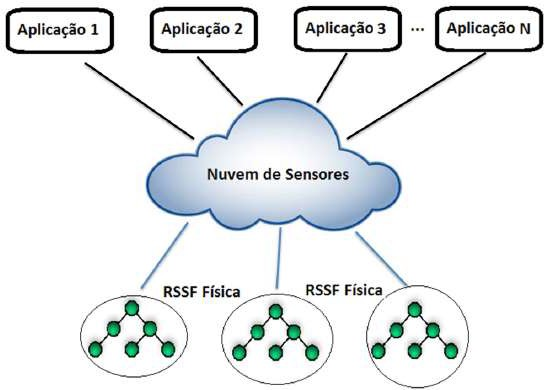 Aplicação 1
Aplicação 2
Aplicação 3
...
Aplicação N
Nuvem de Sensores
RSSF Física
RSSF Física